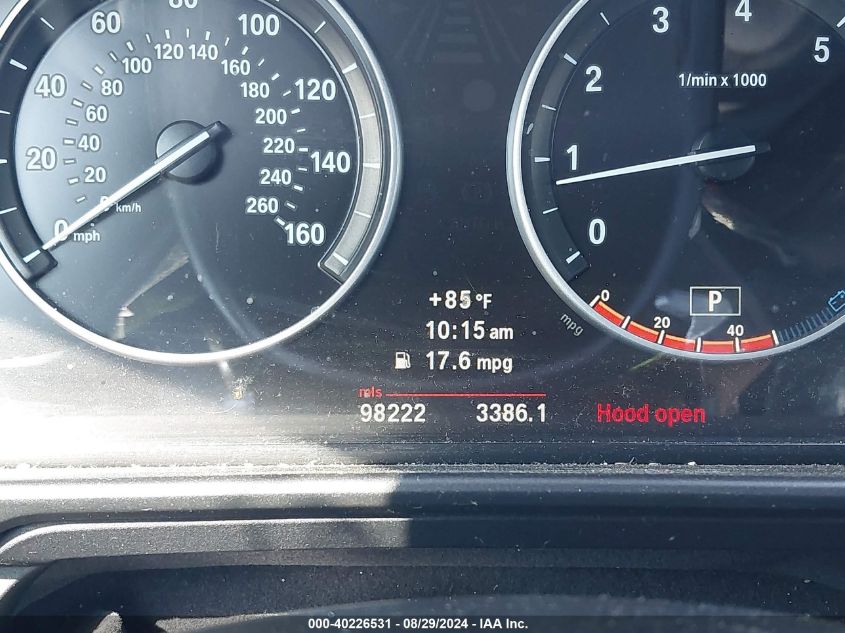 60 80 100
100 120 140 160
40 80 180 120
60 200
20 40 220 140
20 240
0 km/h 260
0 mph 160
3 4
2 5
1/min x 1000
1
0
+85 °F
10:15 am
17.6 mpg
mls
98222 3386.1
Hood open
P
0
mpg 20 40
000-40226531 - 08/29/2024 - IAA Inc.